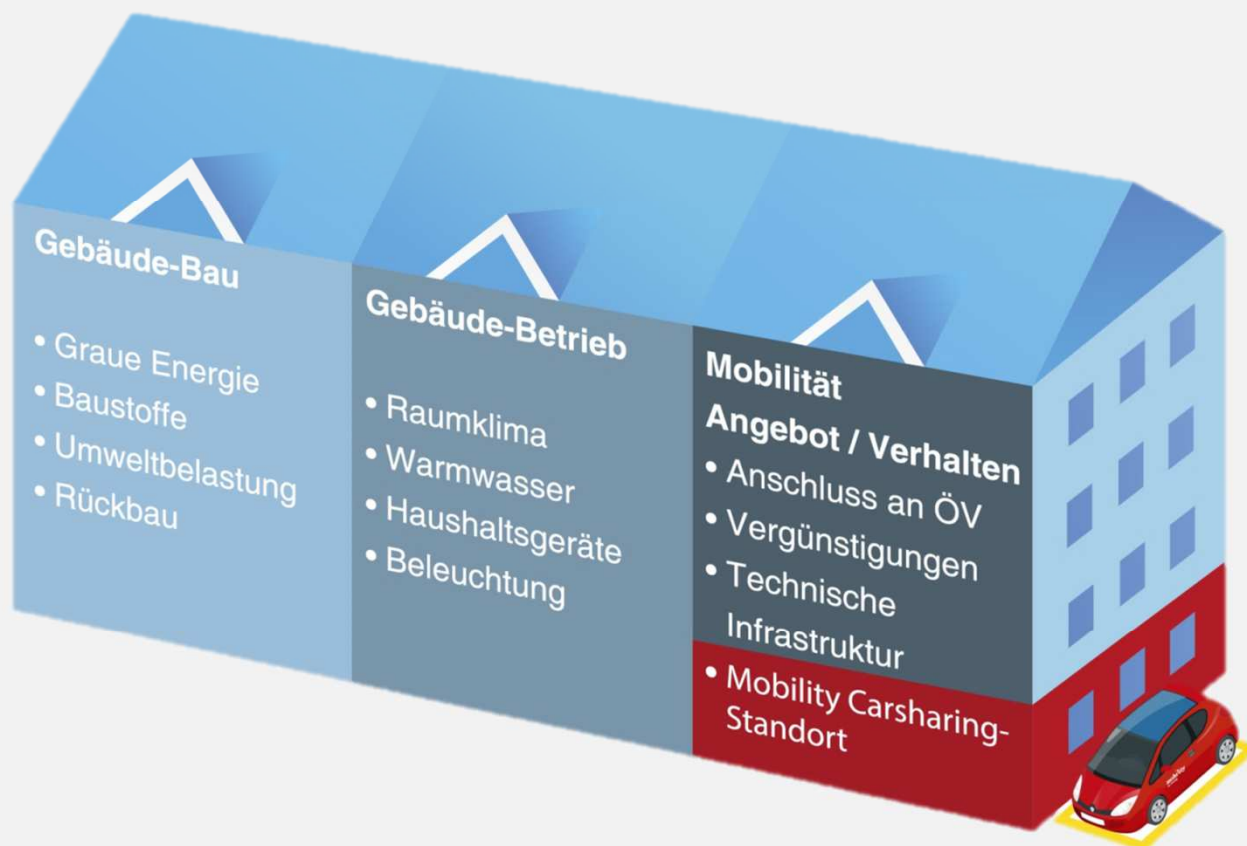 Gebäude-Bau
• Graue Energie
• Baustoffe
• Umweltbelastung
• Rückbau
Gebäude-Betrieb
• Raumklima
• Warmwasser
• Haushaltsgeräte
• Beleuchtung
Mobilität
Angebot / Verhalten
• Anschluss an ÖV
• Vergünstigungen
• Technische
Infrastruktur
• Mobility Carsharing-
Standort